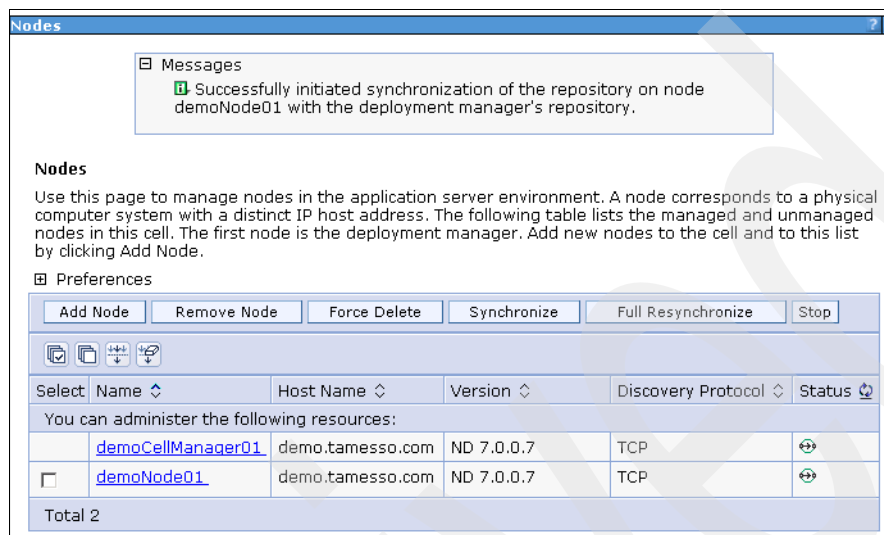 Nodes ?
Messages
Successfully initiated synchronization of the repository on node
demoNode01 with the deployment manager's repository.
Nodes
Use this page to manage nodes in the application server environment. A node corresponds to a physical
computer system with a distinct IP host address. The following table lists the managed and unmanaged
nodes in this cell. The first node is the deployment manager. Add new nodes to the cell and to this list
by clicking Add Node.
Preferences
Add Node Remove Node Force Delete Synchronize Full Resynchronize Stop
Select Name Host Name Version Discovery Protocol Status
You can administer the following resources:
demoCellManager01 demo.tamesso.com ND 7.0.0.7 TCP
demoNode01 demo.tamesso.com ND 7.0.0.7 TCP
Total 2